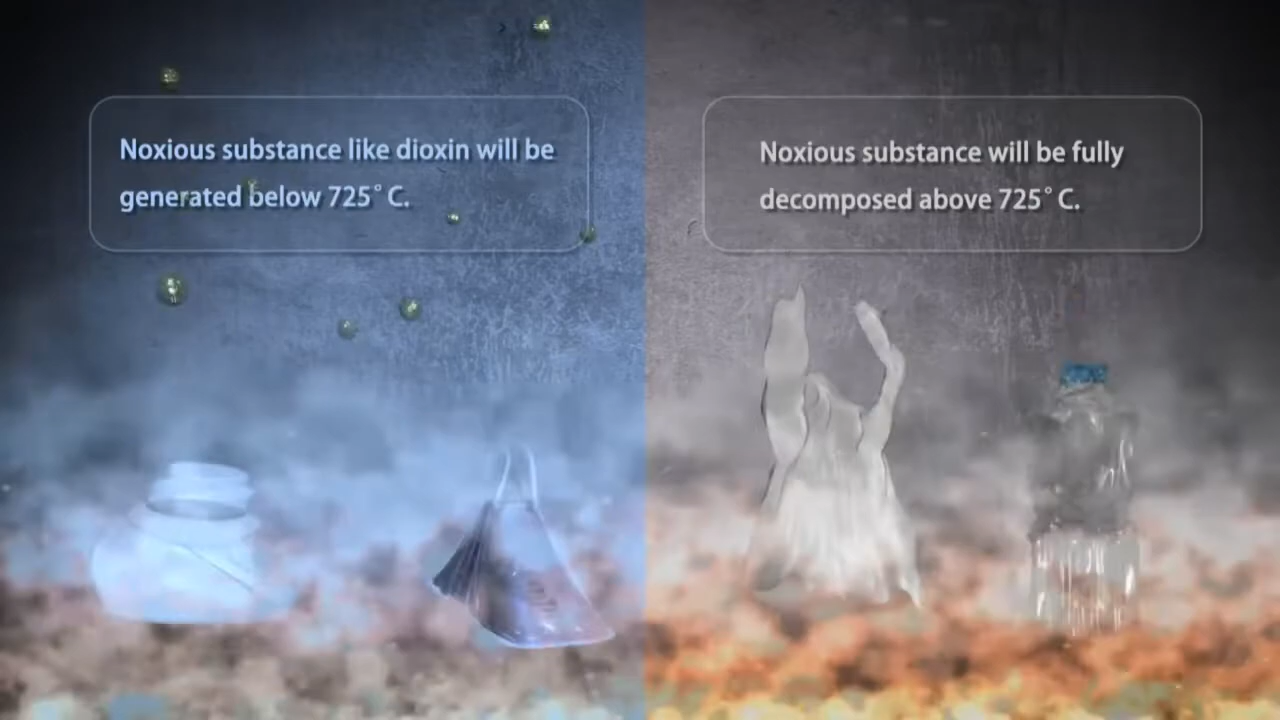 Noxious substance like dioxin will be
generated below 725° C.
Noxious substance will be fully
decomposed above 725° C.